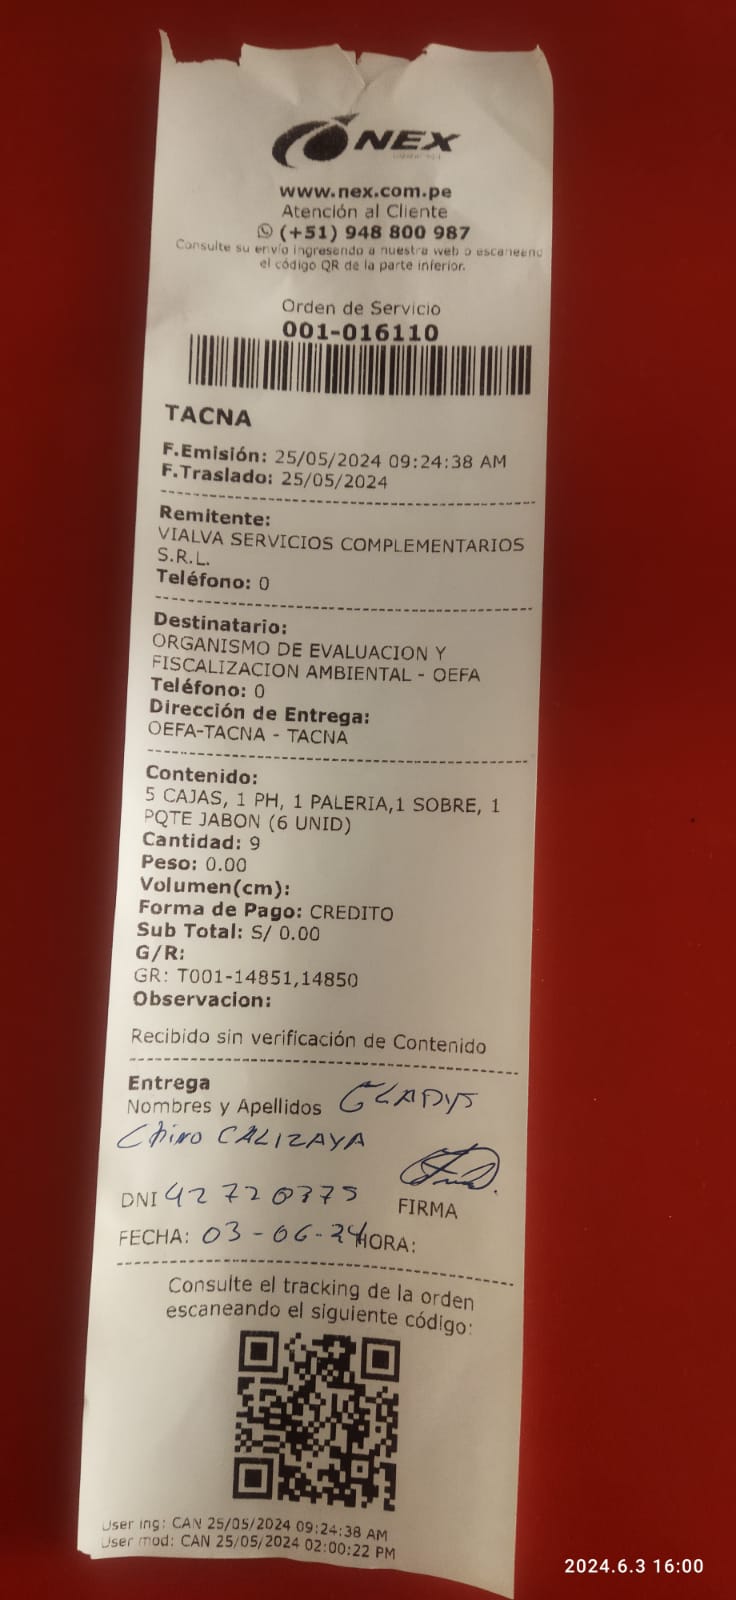 NEX
www.nex.com.pe
Atención al Cliente
(+51) 948 800 987
Consulte su envío ingresando a nuestra web o escaneand
el código QR de la parte inferior.
Orden de Servicio
001-016110
TACNA
F.Emisión: 25/05/2024 09:24:38 AM
F.Traslado: 25/05/2024
Remitente:
VIALVA SERVICIOS COMPLEMENTARIOS
S.R.L.
Teléfono: 0
Destinatario:
ORGANISMO DE EVALUACION Y
FISCALIZACION AMBIENTAL - OEFA
Teléfono: 0
Dirección de Entrega:
OEFA-TACNA - TACNA
Contenido:
5 CAJAS, 1 PH, 1 PALERIA,1 SOBRE, 1
PQTE JABON (6 UNID)
Cantidad: 9
Peso: 0.00
Volumen(cm):
Forma de Pago: CREDITO
Sub Total: S/ 0.00
G/R:
GR: T001-14851,14850
Observacion:
Recibido sin verificación de Contenido
Entrega
Nombres y Apellidos GLADYS
Chino CALIZAYA
DNI 42720375
FIRMA
FECHA: 03-06-24 HORA:
Consulte el tracking de la orden
escaneando el siguiente código:
User ing: CAN 25/05/2024 09:24:38 AM
User mod: CAN 25/05/2024 02:00:22 PM
2024.6.3 16:00